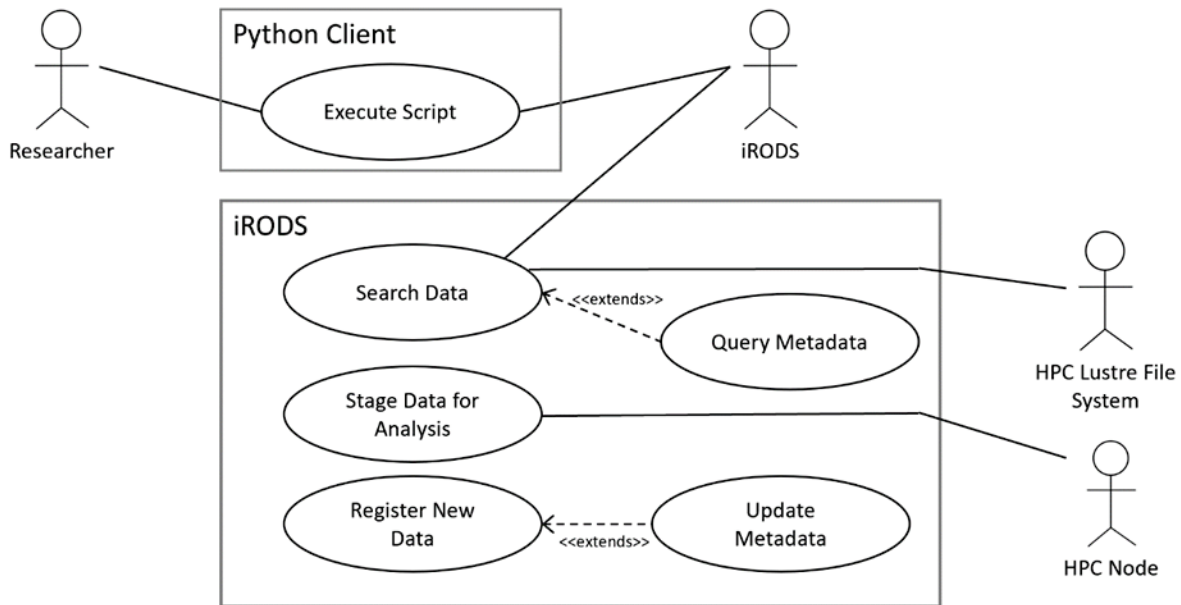 Python Client
Execute Script
Researcher
iRODS
iRODS
Search Data
<<extends>>
Query Metadata
HPC Lustre File
System
Stage Data for
Analysis
Register New
Data
<<extends>>
Update
Metadata
HPC Node